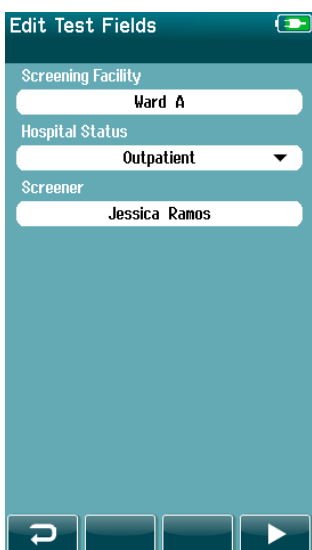 Edit Test Fields
Screening Facility
Ward A
Hospital Status
Outpatient
Screener
Jessica Ramos